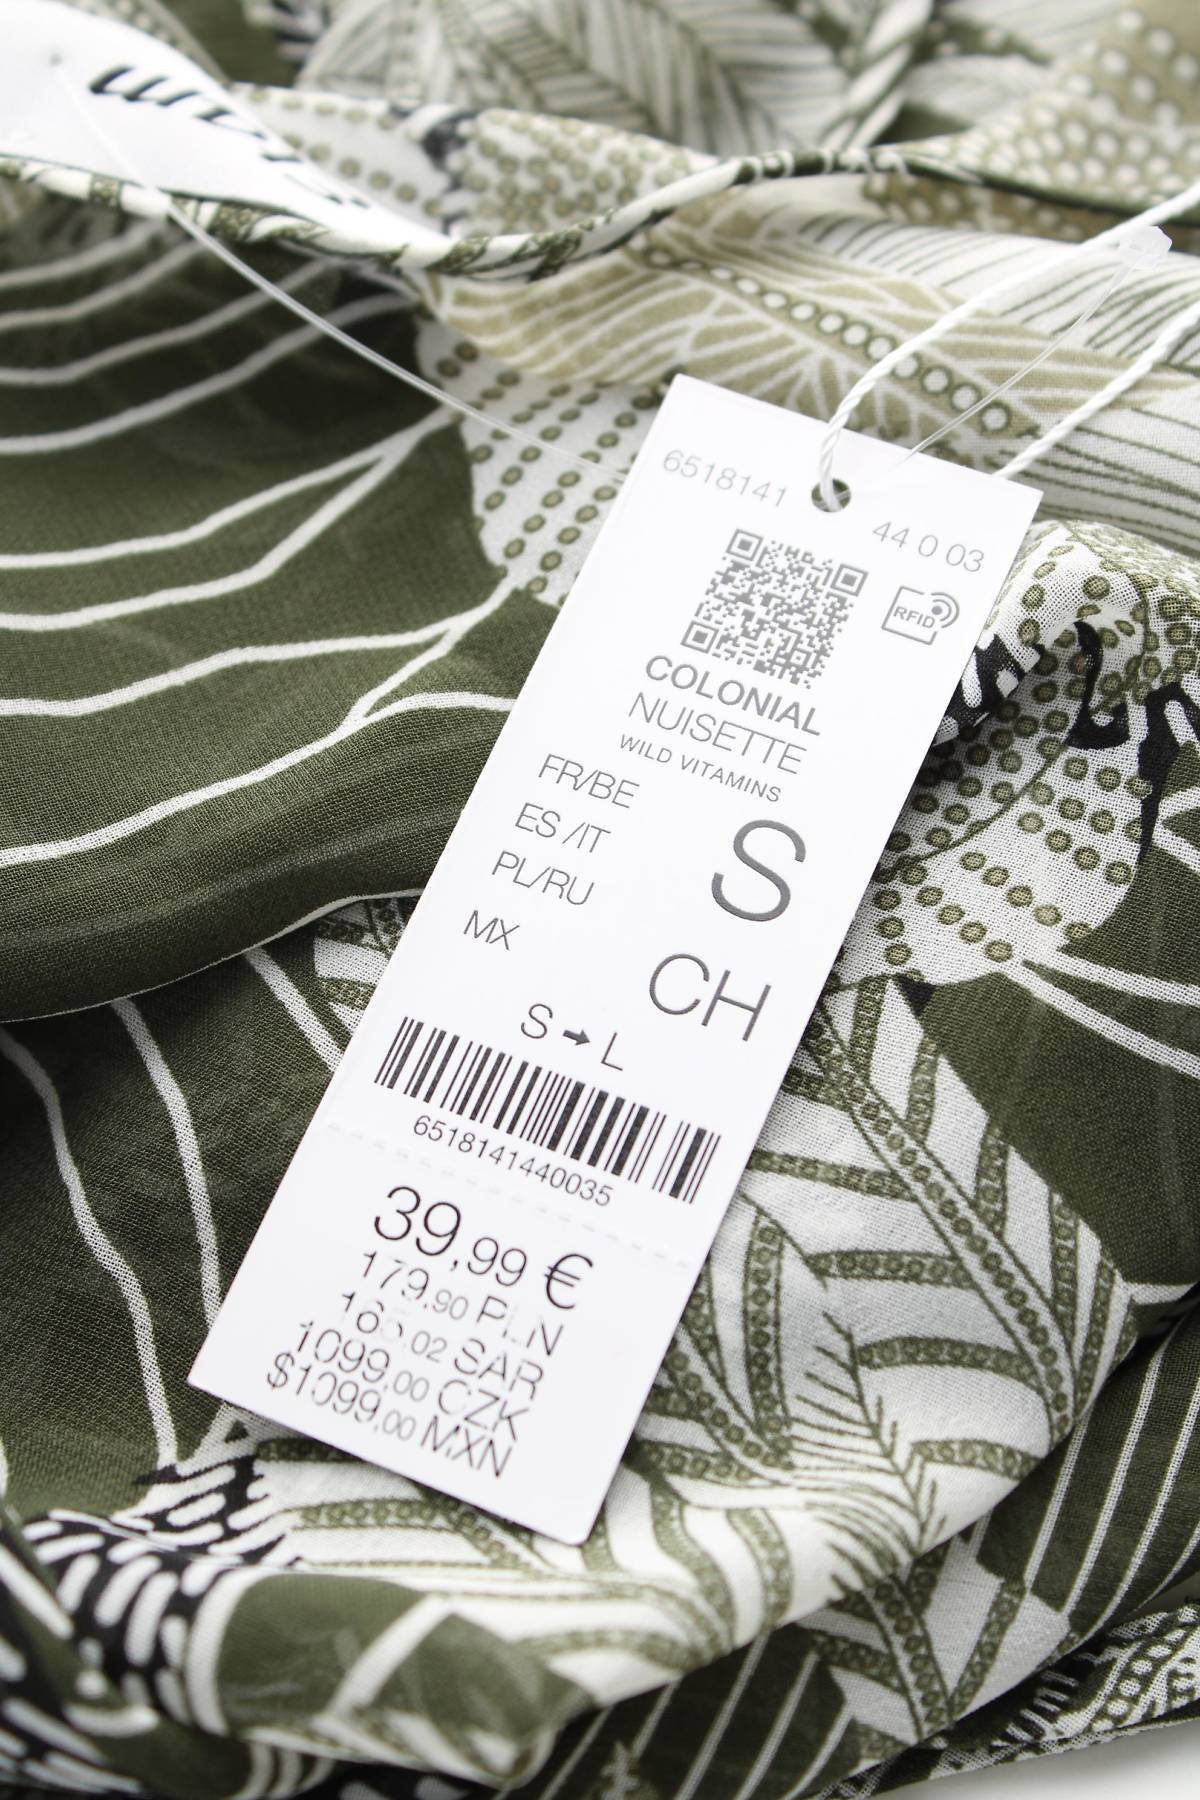 6518141
44 0 03
RFID
COLONIAL
NUISETTE
WILD VITAMINS
FR/BE
ES /IT
PL/RU
S
MX
CH
S ➡ L
6518141440035
39,99 €
179,90 PLN
.02 SAR
1099,00 CZK
$1099,00 MXN